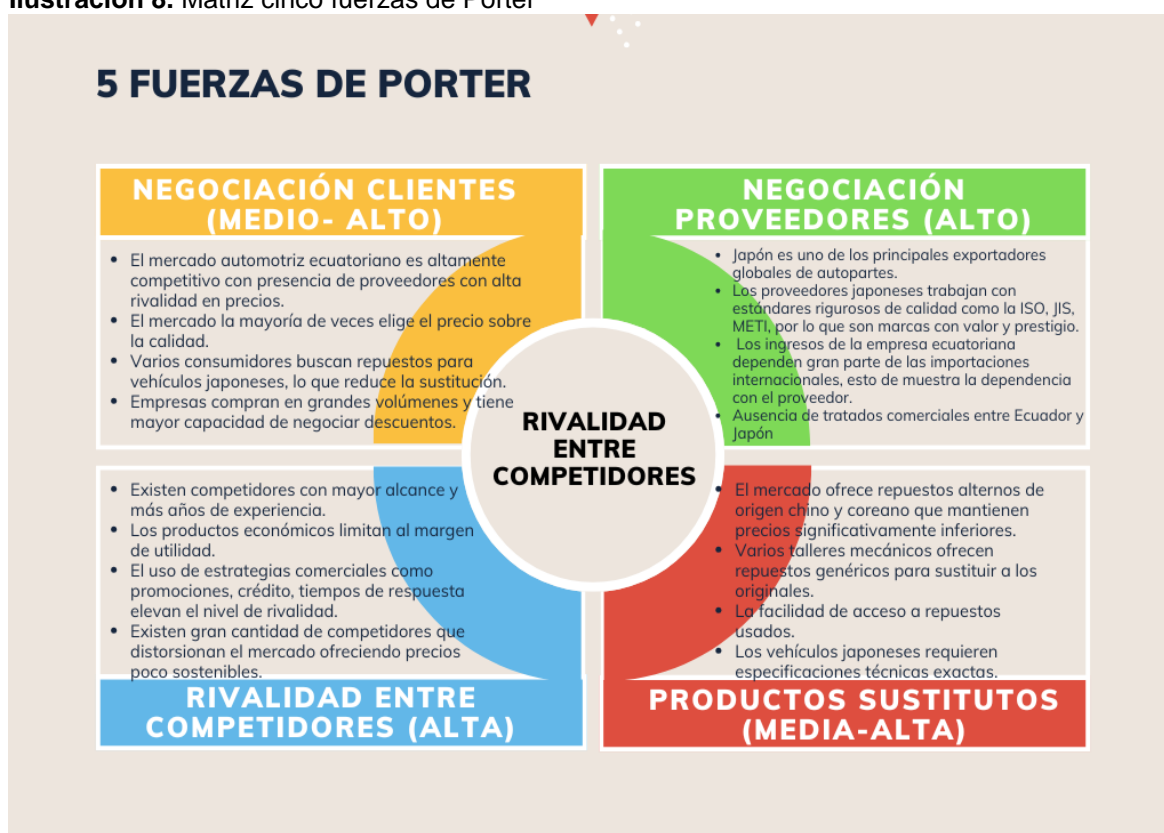 Ilustración 8. Matriz cinco fuerzas de Porter
5 FUERZAS DE PORTER
NEGOCIACIÓN CLIENTES
(MEDIO- ALTO)
• El mercado automotriz ecuatoriano es altamente
competitivo con presencia de proveedores con alta
rivalidad en precios.
• El mercado la mayoría de veces elige el precio sobre
la calidad.
• Varios consumidores buscan repuestos para
vehículos japoneses, lo que reduce la sustitución.
• Empresas compran en grandes volúmenes y tiene
mayor capacidad de negociar descuentos.
NEGOCIACIÓN
PROVEEDORES (ALTO)
• Japón es uno de los principales exportadores
globales de autopartes.
• Los proveedores japoneses trabajan con
estándares rigurosos de calidad como la ISO, JIS,
METI, por lo que son marcas con valor y prestigio.
• Los ingresos de la empresa ecuatoriana
dependen gran parte de las importaciones
internacionales, esto de muestra la dependencia
con el proveedor.
• Ausencia de tratados comerciales entre Ecuador y
Japón
RIVALIDAD
ENTRE
COMPETIDORES
• Existen competidores con mayor alcance y
más años de experiencia.
• Los productos económicos limitan al margen
de utilidad.
• El uso de estrategias comerciales como
promociones, crédito, tiempos de respuesta
elevan el nivel de rivalidad.
• Existen gran cantidad de competidores que
distorsionan el mercado ofreciendo precios
poco sostenibles.
RIVALIDAD ENTRE
COMPETIDORES (ALTA)
• El mercado ofrece repuestos alternos de
origen chino y coreano que mantienen
precios significativamente inferiores.
• Varios talleres mecánicos ofrecen
repuestos genéricos para sustituir a los
originales.
• La facilidad de acceso a repuestos
usados.
• Los vehículos japoneses requieren
especificaciones técnicas exactas.
PRODUCTOS SUSTITUTOS
(MEDIA-ALTA)